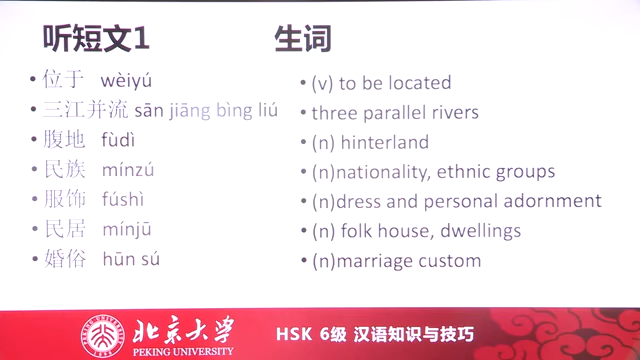 听短文1 生词
• 位于 wèiyú • (v) to be located
• 三江并流 sān jiāng bìng liú • three parallel rivers
• 腹地 fùdì • (n) hinterland
• 民族 mínzú • (n)nationality, ethnic groups
• 服饰 fúshì • (n)dress and personal adornment
• 民居 mínjū • (n) folk house, dwellings
• 婚俗 hūn sú • (n)marriage custom
北京大学
PEKING UNIVERSITY
HSK 6级 汉语知识与技巧